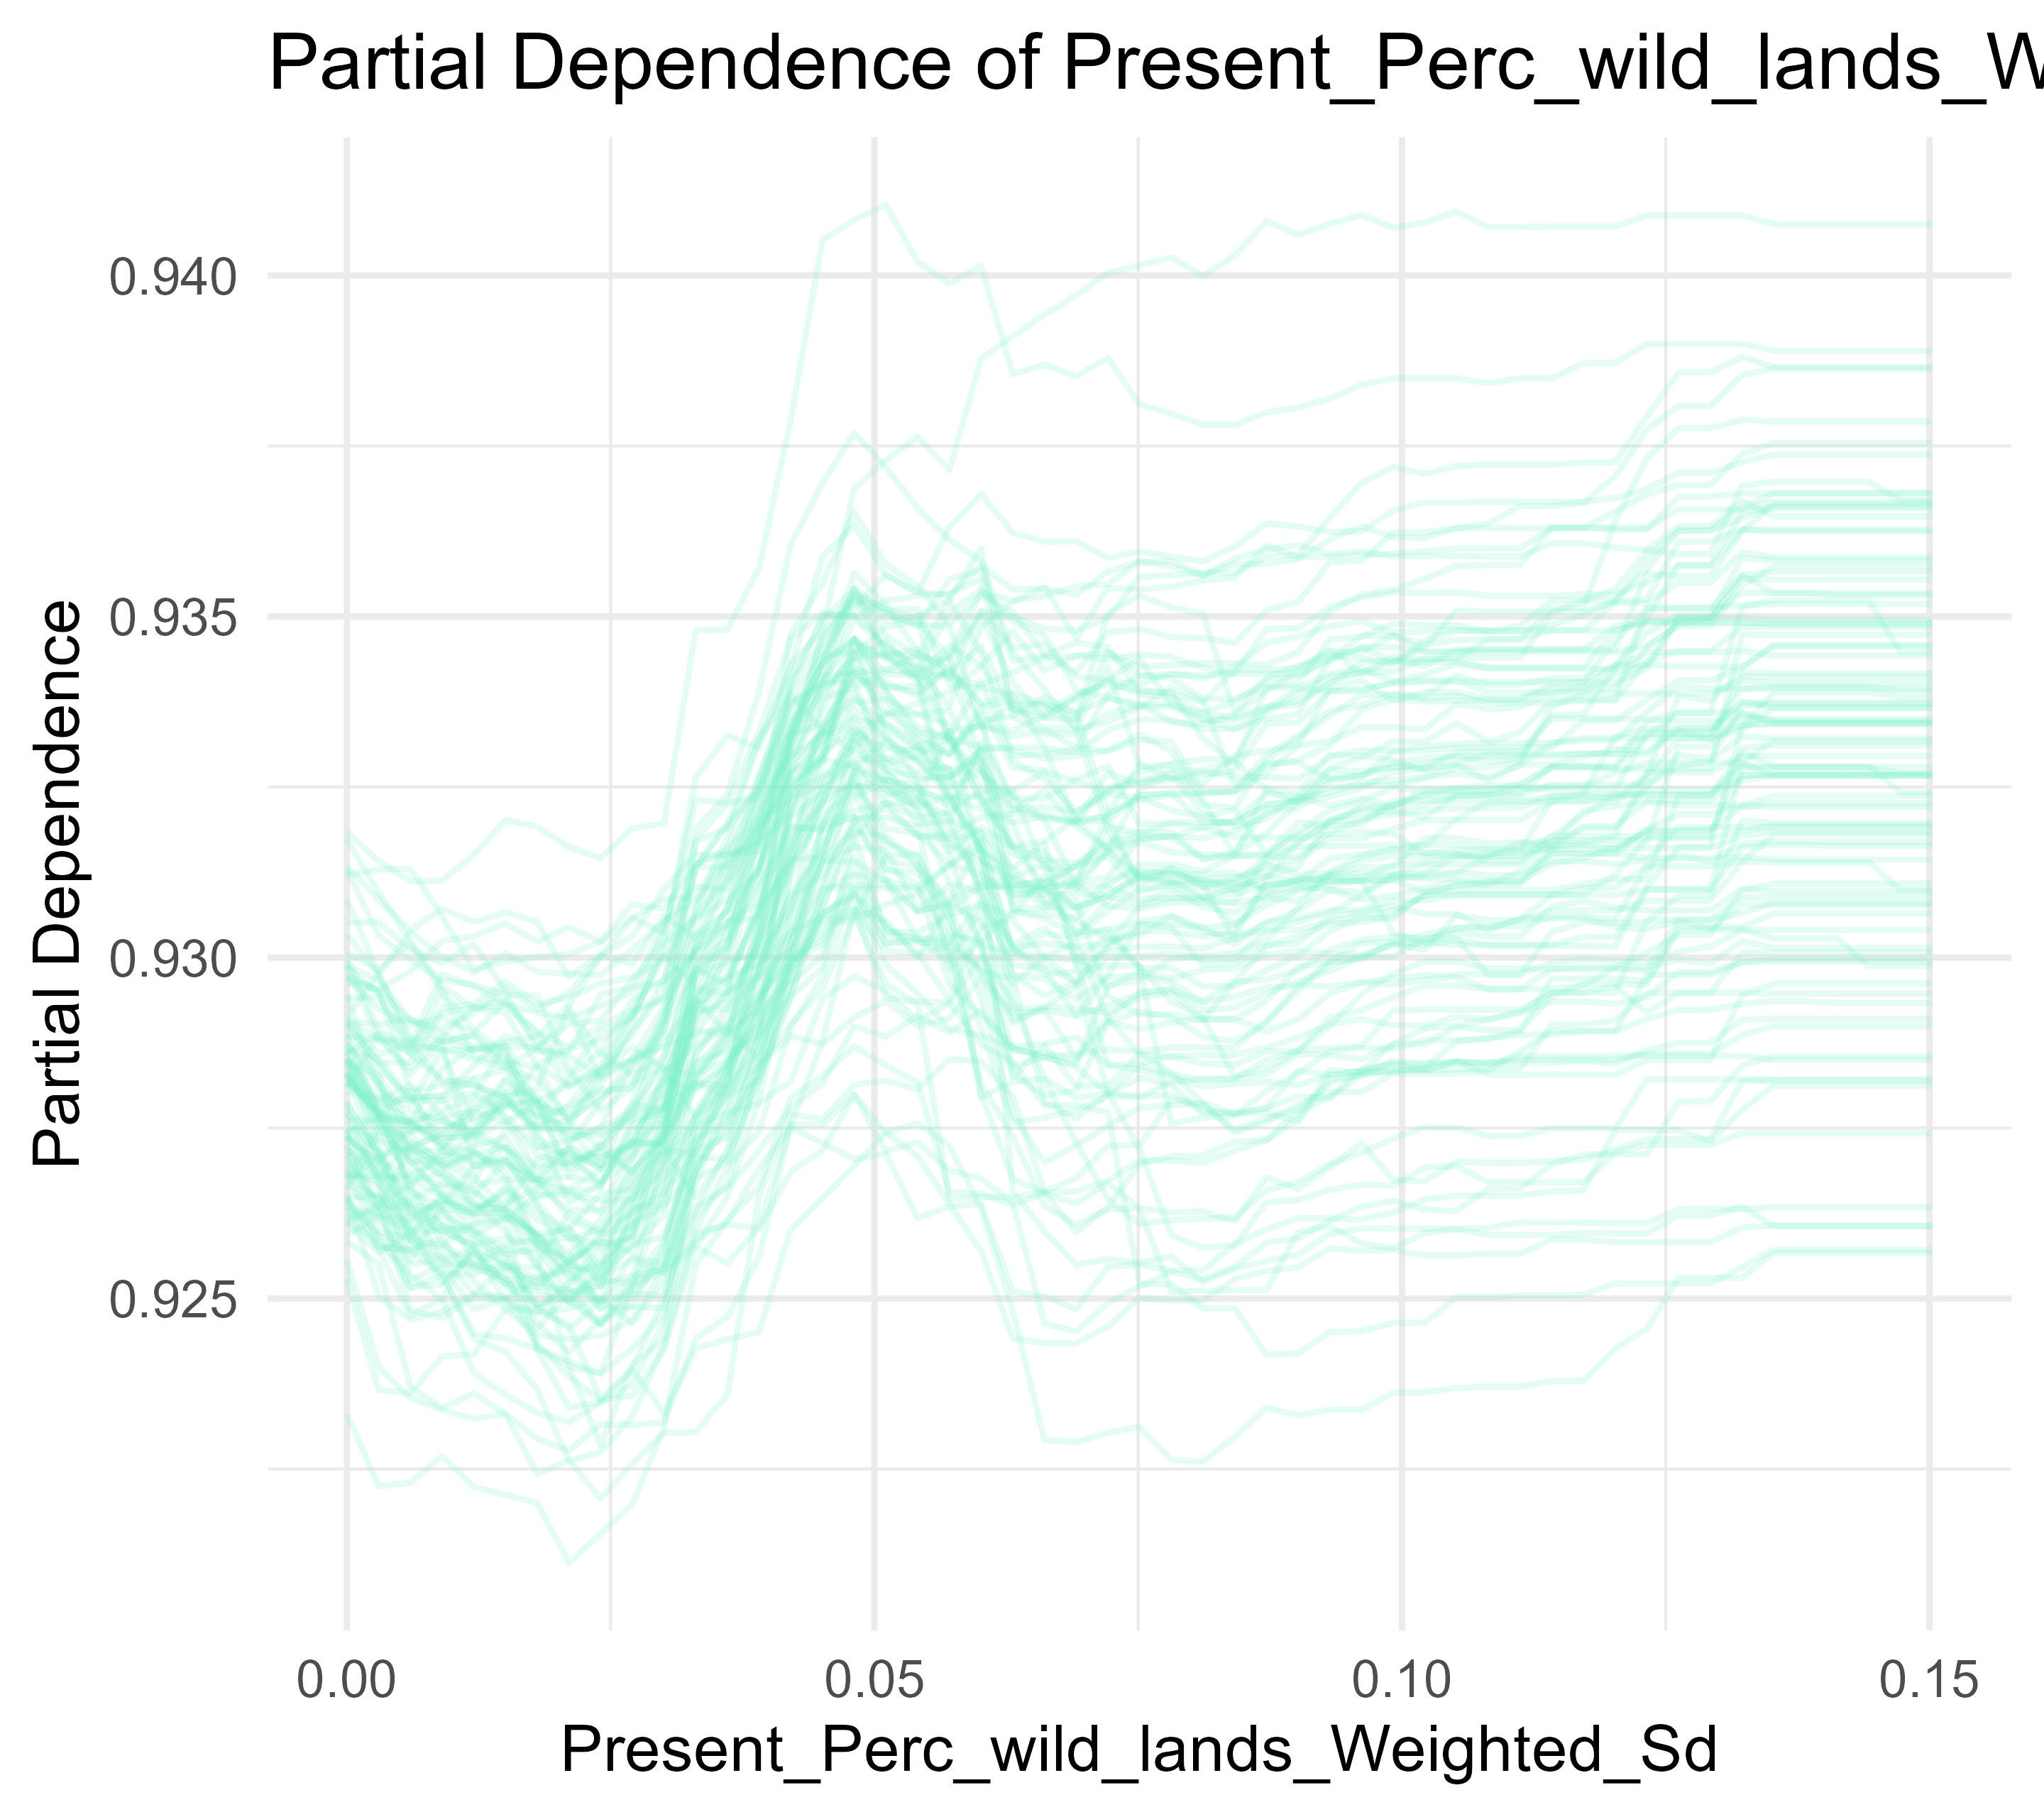 Partial Dependence of Present_Perc_wild_lands_W
Partial Dependence
0.940
0.935
0.930
0.925
0.00 0.05 0.10 0.15
Present_Perc_wild_lands_Weighted_Sd